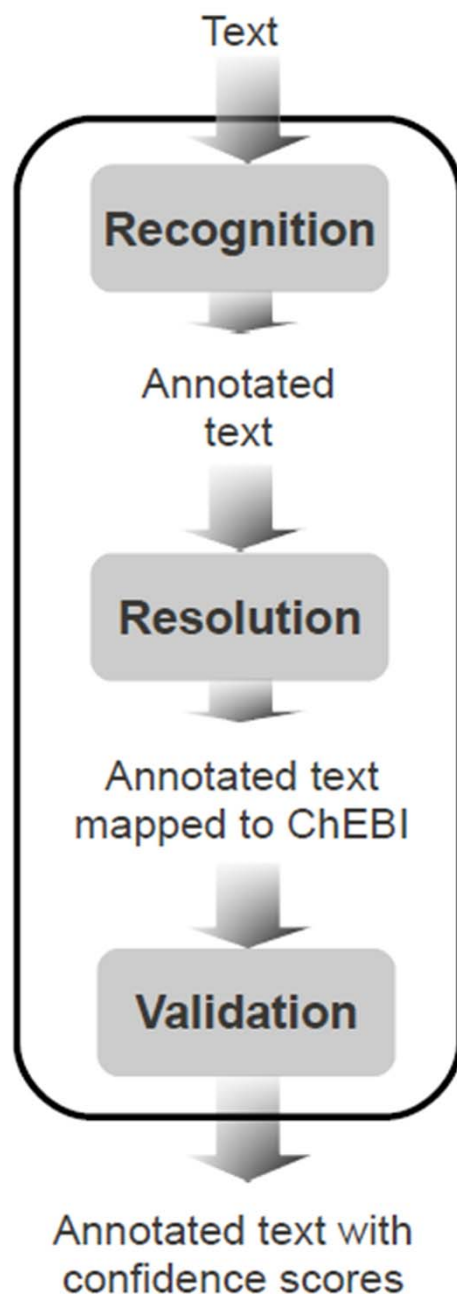 Text
Recognition
Annotated
text
Resolution
Annotated text
mapped to ChEBI
Validation
Annotated text with
confidence scores